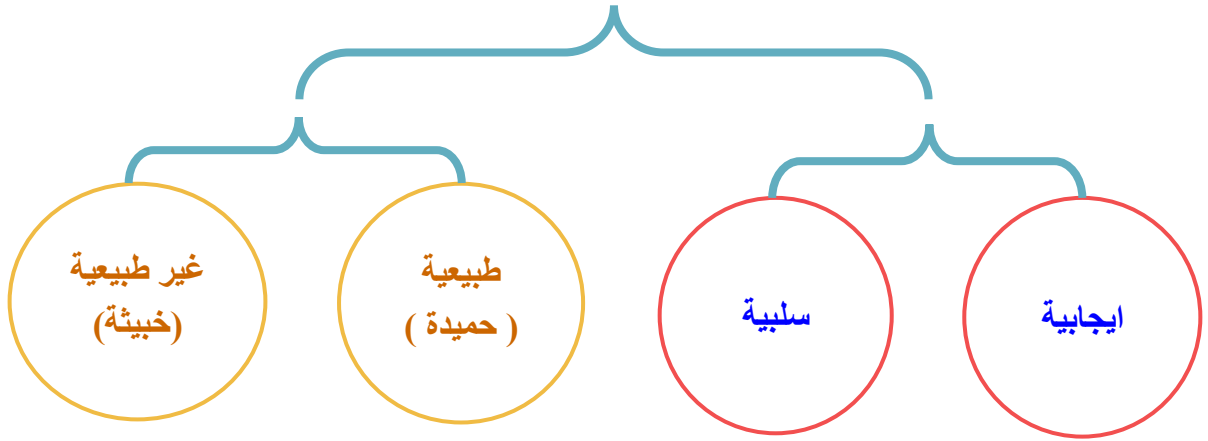 ايجابية
سلبية
طبيعية
( حميدة )
غير طبيعية
(خبيثة)